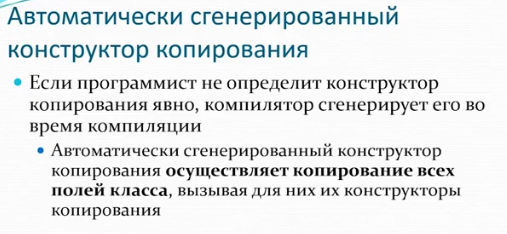 Автоматически сгенерированный
конструктор копирования
• Если программист не определит конструктор
копирования явно, компилятор сгенерирует его во
время компиляции
• Автоматически сгенерированный конструктор
копирования осуществляет копирование всех
полей класса, вызывая для них их конструкторы
копирования